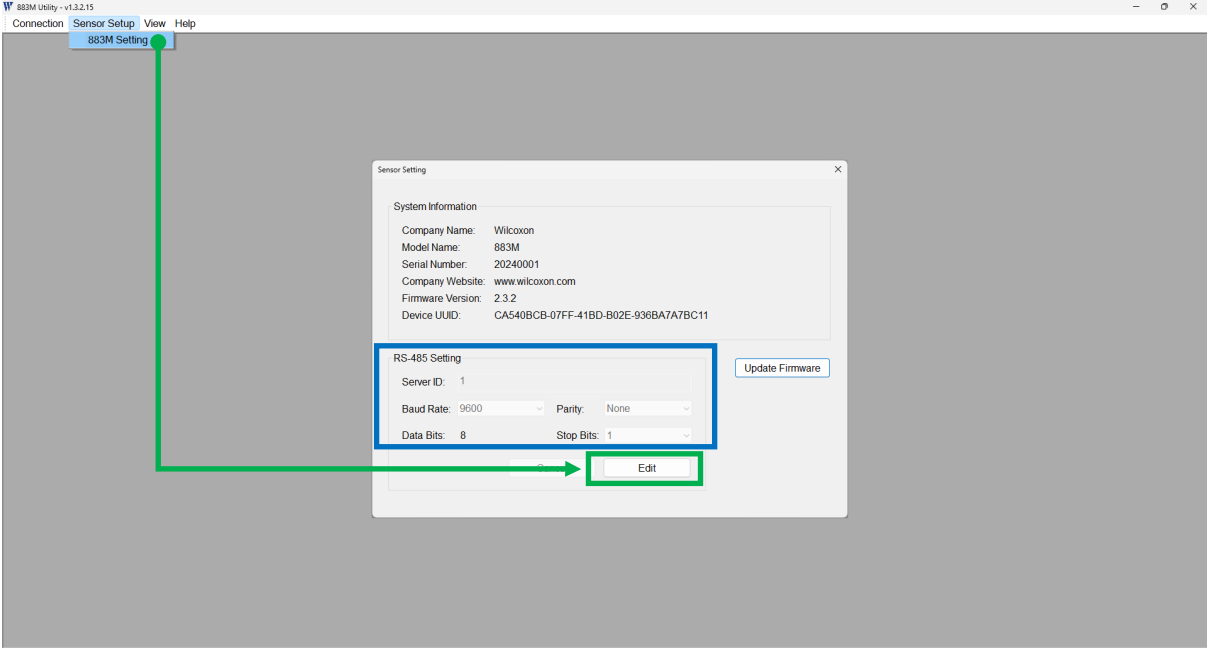 883M Utility - v1.3.2.15
Connection Sensor Setup View Help
883M Setting
Sensor Setting
System Information
Company Name: Wilcoxon
Model Name: 883M
Serial Number: 20240001
Company Website: www.wilcoxon.com
Firmware Version: 2.3.2
Device UUID: CA540BCB-07FF-41BD-B02E-936BA7A7BC11
RS-485 Setting
Update Firmware
Server ID: 1
Baud Rate: 9600 Parity: None
Data Bits: 8 Stop Bits: 1
Edit